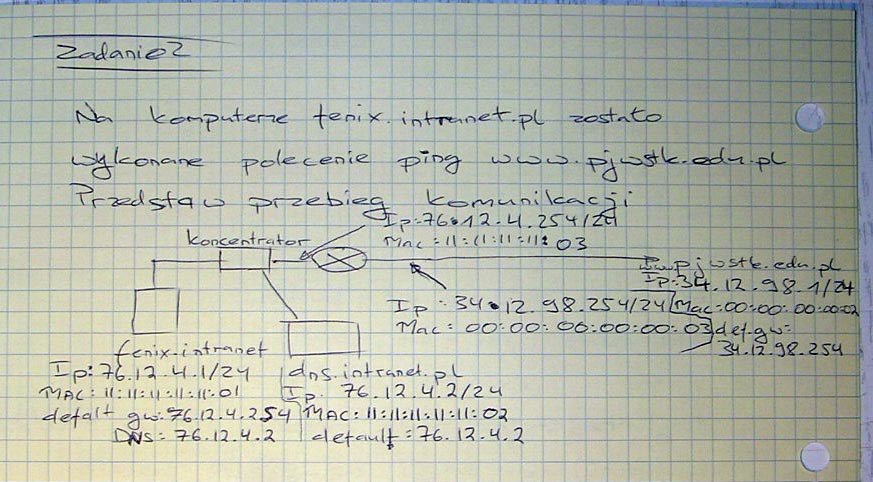 Zadanie2
Na komputerze fenix.intranet.pl zostało
wykonane polecenie ping www.pjwstk.edu.pl
Przedstaw przebieg komunikacji
Ip:76.12.4.254/24
Mac=11:11:11:11:03
koncentrator
www.pjwstk.edu.pl
Ip:34.12.98.1/24
Mac:00:00:00:00:02
def.gw:
34.12.98.254
Ip: 34.12.98.254/24
Mac: 00:00:00:00:00:03
fenix.intranet
Ip: 76.12.4.1/24
MAC: 11:11:11:11:11:01
defalt gw:76.12.4.254
DNS: 76.12.4.2
dns.intranet.pl
Ip. 76.12.4.2/24
MAC: 11:11:11:11:11:02
default:76.12.4.2